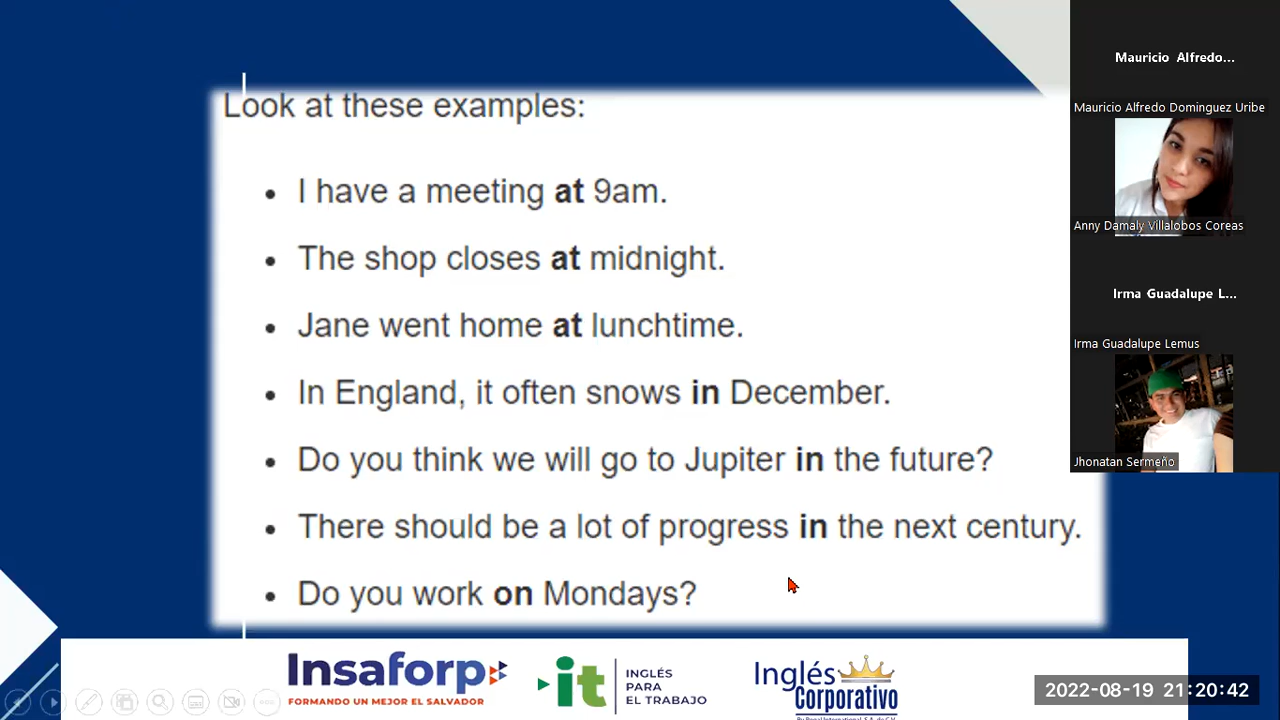 Look at these examples:
I have a meeting at 9am.
The shop closes at midnight.
Jane went home at lunchtime.
In England, it often snows in December.
Do you think we will go to Jupiter in the future?
There should be a lot of progress in the next century.
Do you work on Mondays?
Insaforp
FORMANDO UN MEJOR EL SALVADOR
it
INGLÉS
PARA
EL TRABAJO
Inglés
Corporativo
Mauricio Alfredo...
Mauricio Alfredo Dominguez Uribe
Anny Damaly Villalobos Coreas
Irma Guadalupe L...
Irma Guadalupe Lemus
Jhonatan Sermeño
2022-08-19 21:20:42